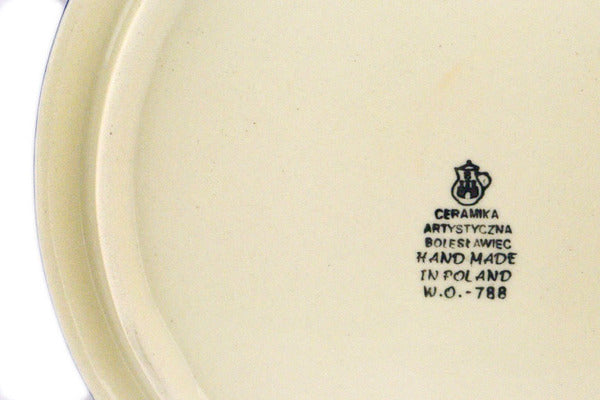 CERAMIKA
ARTYSTYCZNA
BOLESŁAWIEC
HAND MADE
IN POLAND
W.O.-788